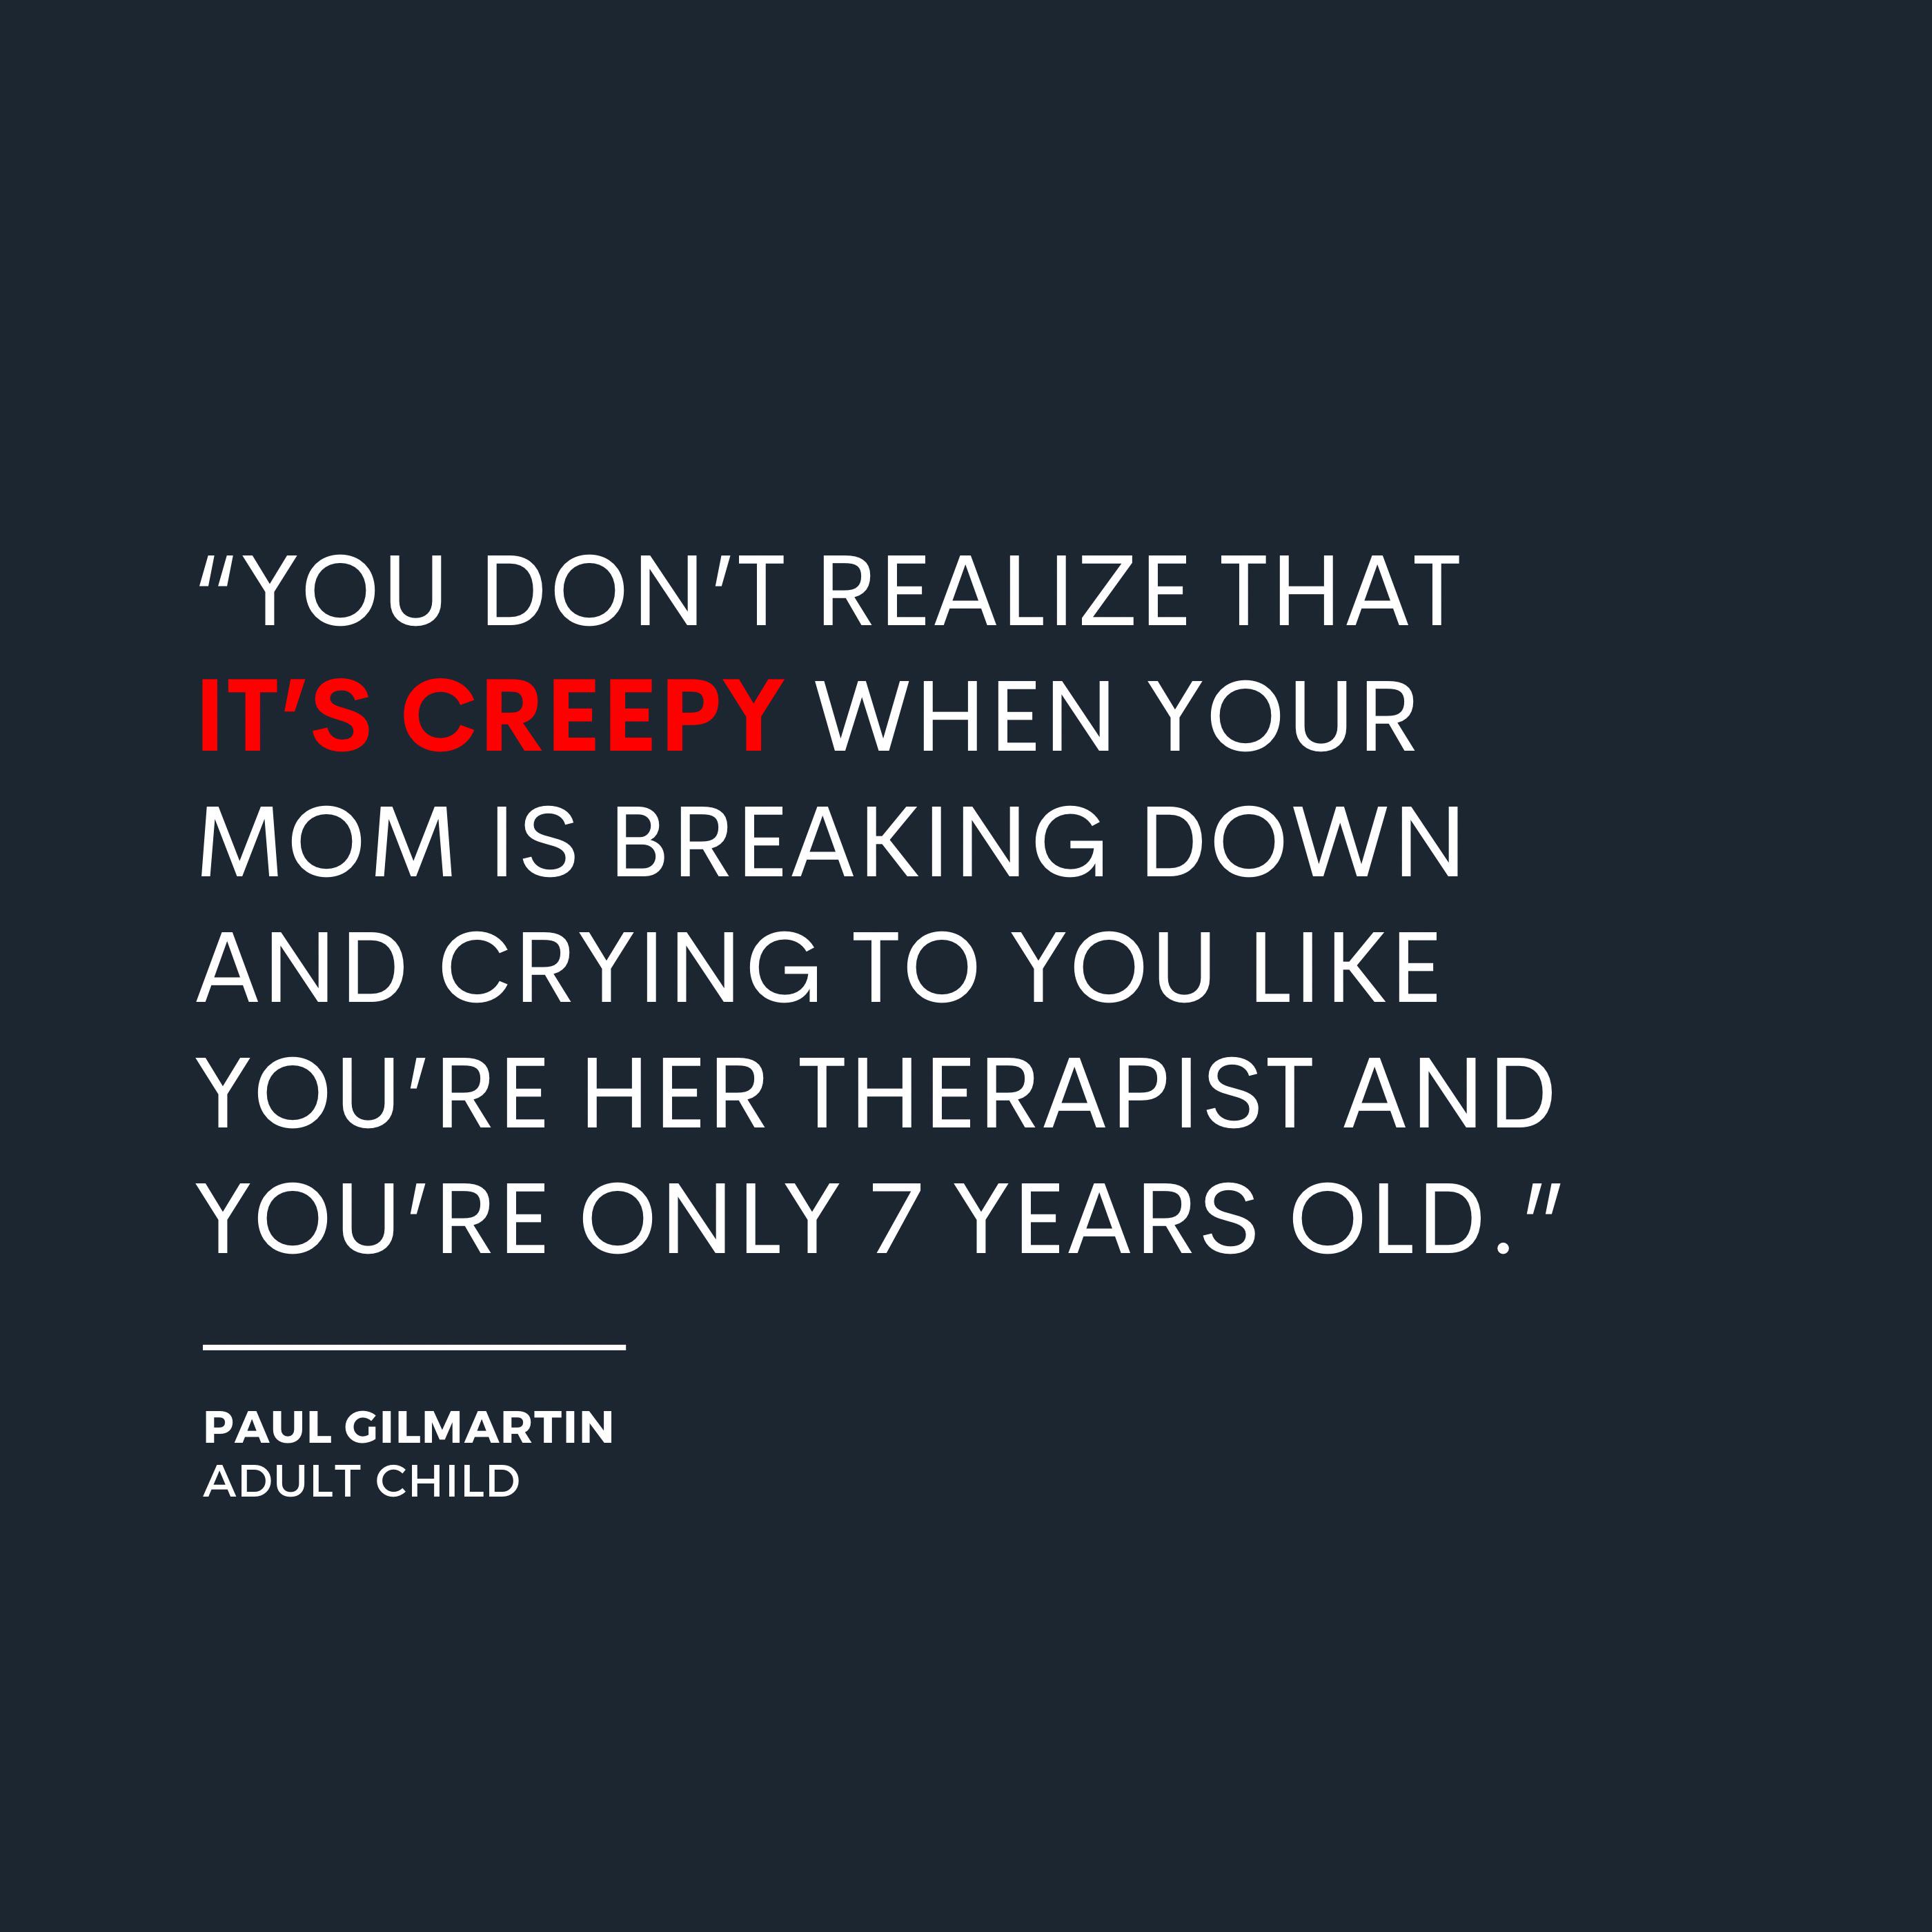 “YOU DON’T REALIZE THAT
IT’S CREEPY WHEN YOUR
MOM IS BREAKING DOWN
AND CRYING TO YOU LIKE
YOU’RE HER THERAPIST AND
YOU’RE ONLY 7 YEARS OLD.”
PAUL GILMARTIN
ADULT CHILD